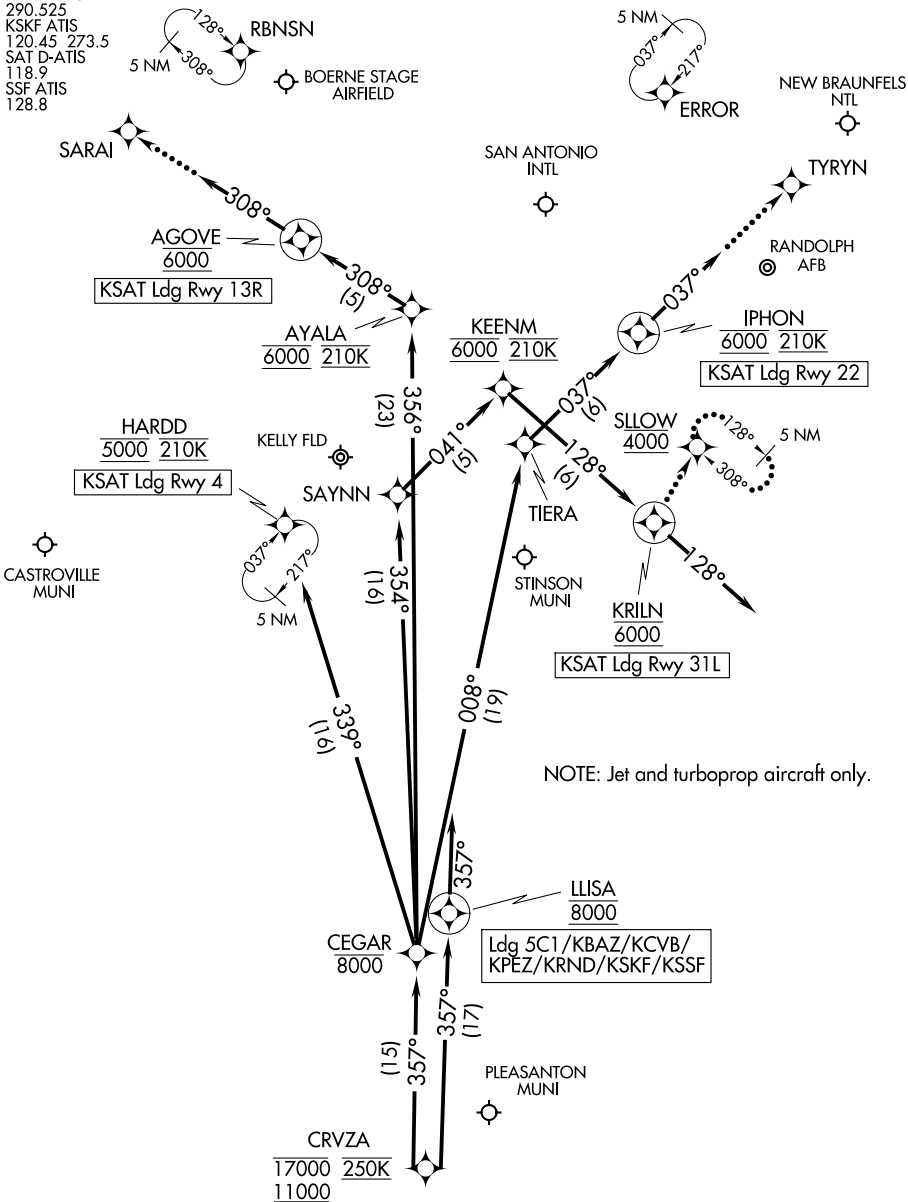 290.525
KSKF ATIS
120.45 273.5
SAT D-ATIS
118.9
SSF ATIS
128.8
128°
308°
5 NM
RBNSN
BOERNE STAGE
AIRFIELD
5 NM
037°
217°
ERROR
NEW BRAUNFELS
NTL
SARAI
SAN ANTONIO
INTL
TYRYN
308°
AGOVE
6000
KSAT Ldg Rwy 13R
308°
(5)
RANDOLPH
AFB
037°
AYALA
6000 210K
KEENM
6000 210K
IPHON
6000 210K
KSAT Ldg Rwy 22
037°
(6)
356°
(23)
HARDD
5000 210K
KSAT Ldg Rwy 4
KELLY FLD
041°
(5)
128°
(6)
SLLOW
4000
128°
308°
5 NM
SAYNN
TIERA
CASTROVILLE
MUNI
037°
217°
5 NM
354°
(16)
STINSON
MUNI
128°
KRILN
6000
KSAT Ldg Rwy 31L
339°
(16)
008°
(19)
NOTE: Jet and turboprop aircraft only.
357°
LLISA
8000
Ldg 5C1/KBAZ/KCVB/
KPEZ/KRND/KSKF/KSSF
CEGAR
8000
357°
(15)
357°
(17)
PLEASANTON
MUNI
CRVZA
17000 250K
11000